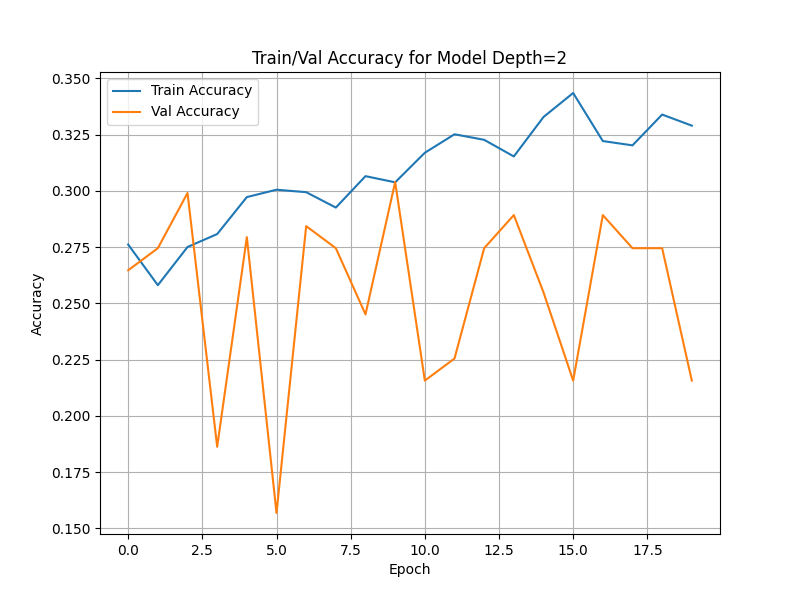 Train/Val Accuracy for Model Depth=2
Train Accuracy
Val Accuracy
0.350
0.325
0.300
0.275
0.250
0.225
0.200
0.175
0.150
Accuracy
0.0 2.5 5.0 7.5 10.0 12.5 15.0 17.5
Epoch